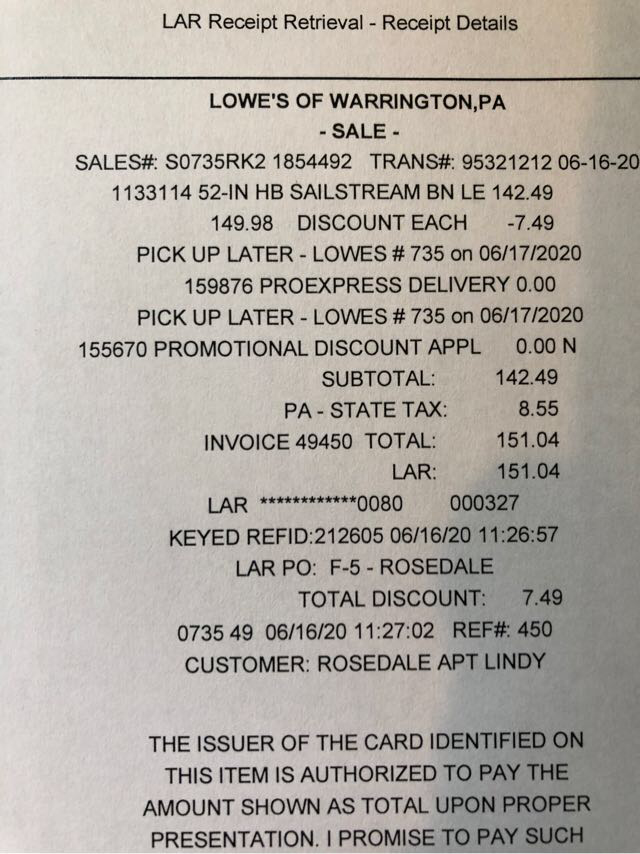 LAR Receipt Retrieval - Receipt Details
LOWE'S OF WARRINGTON,PA
- SALE -
SALES#: S0735RK2 1854492 TRANS#: 95321212 06-16-20
1133114 52-IN HB SAILSTREAM BN LE 142.49
149.98 DISCOUNT EACH -7.49
PICK UP LATER - LOWES # 735 on 06/17/2020
159876 PROEXPRESS DELIVERY 0.00
PICK UP LATER - LOWES # 735 on 06/17/2020
155670 PROMOTIONAL DISCOUNT APPL 0.00 N
SUBTOTAL: 142.49
PA - STATE TAX: 8.55
INVOICE 49450 TOTAL: 151.04
LAR: 151.04
LAR ************0080 000327
KEYED REFID:212605 06/16/20 11:26:57
LAR PO: F-5 - ROSEDALE
TOTAL DISCOUNT: 7.49
0735 49 06/16/20 11:27:02 REF#: 450
CUSTOMER: ROSEDALE APT LINDY
THE ISSUER OF THE CARD IDENTIFIED ON
THIS ITEM IS AUTHORIZED TO PAY THE
AMOUNT SHOWN AS TOTAL UPON PROPER
PRESENTATION. I PROMISE TO PAY SUCH